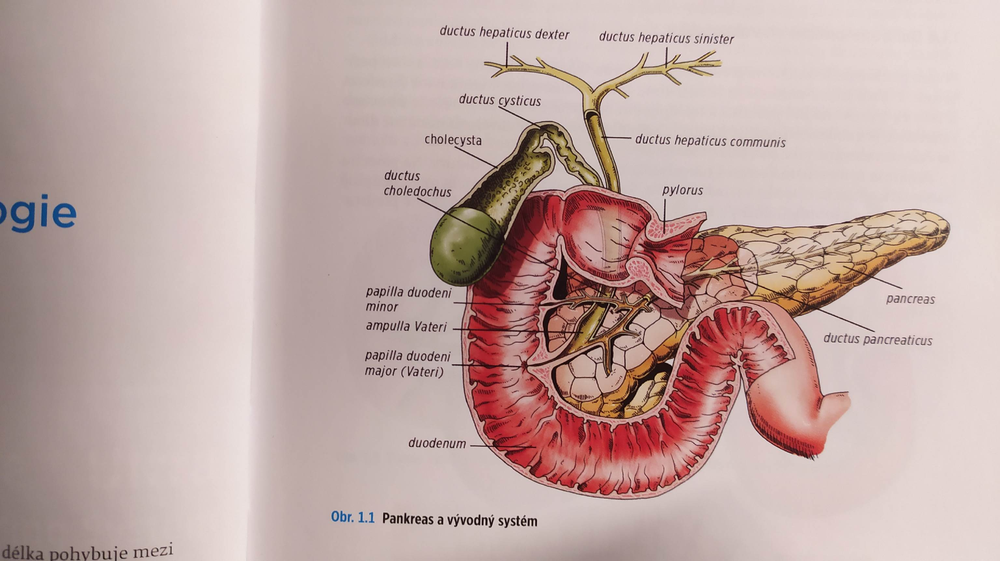 délka pohybuje mezi
ductus hepaticus dexter
ductus hepaticus sinister
ductus cysticus
cholecysta
ductus hepaticus communis
ductus
choledochus
pylorus
papilla duodeni
minor
ampulla Vateri
papilla duodeni
major (Vateri)
pancreas
ductus pancreaticus
duodenum
Obr. 1.1 Pankreas a vývodný systém